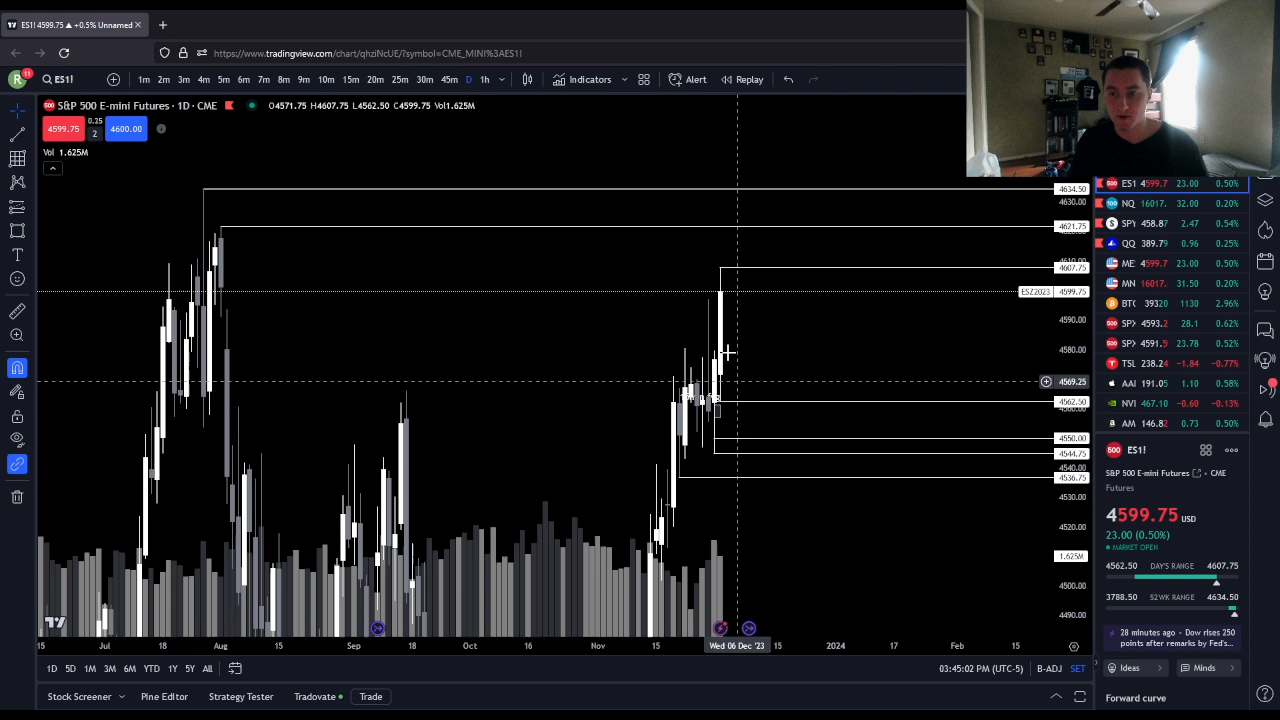 ES1! 4599.75 ▲ +0.5% Unnamed
https://www.tradingview.com/chart/qhziNcUE/?symbol=CME_MINI%3AES1!
R 11 ES1! 1m 2m 3m 4m 5m 6m 7m 8m 9m 10m 15m 20m 30m 45m D 1h Indicators Alert Replay
S&P 500 E-mini Futures · 1D · CME O4571.75 H4607.75 L4562.50 C4599.75 Vol1.625M
4599.75 0.25 2 4600.00
Vol 1.625M
4634.50
4630.00
4621.75
4607.75
ESZ2023 4599.75
4590.00
4580.00
4569.25
4562.50
4550.00
4544.75
4540.00
4536.75
4530.00
4520.00
1.625M
4500.00
4490.00
15 Jul 18 Aug 15 Sep 18 Oct Nov 15 Wed 06 Dec '23 15 2024 17 Feb 15
1D 5D 1M 3M 6M YTD 1Y 5Y All 03:45:02 PM (UTC-5) B-ADJ SET
Stock Screener Pine Editor Strategy Tester Tradovate Trade
ES1 4599.7 23.00 0.50%
NQ 16017. 32.00 0.20%
SPY 458.87 2.47 0.54%
QQ 389.79 0.96 0.25%
ME 4599.7 23.00 0.50%
MN 16017. 31.50 0.20%
BTC 39320 1130 2.96%
SPX 4593.2 28.1 0.62%
SPX 4591.5 23.78 0.52%
TSL 238.24 −1.84 −0.77%
AAI 191.05 1.10 0.58%
NVI 467.10 −0.60 −0.13%
AM 146.82 0.73 0.50%
500 ES1!
S&P 500 E-mini Futures • CME
Futures
4599.75 USD
23.00 (0.50%)
MARKET OPEN
4562.50 DAY'S RANGE 4607.75
3788.50 52WK RANGE 4634.50
28 minutes ago • Dow rises 250
points after remarks by Fed's...
Ideas Minds
Forward curve